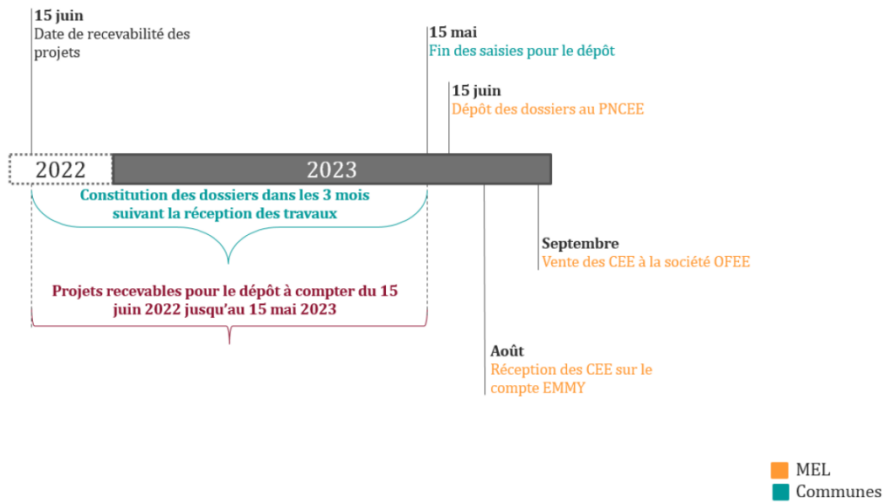 15 juin
Date de recevabilité des
projets
15 mai
Fin des saisies pour le dépôt
15 juin
Dépôt des dossiers au PNCEE
2022
2023
Constitution des dossiers dans les 3 mois
suivant la réception des travaux
Septembre
Vente des CEE à la société OFEE
Projets recevables pour le dépôt à compter du 15
juin 2022 jusqu’au 15 mai 2023
Août
Réception des CEE sur le
compte EMMY
MEL
Communes